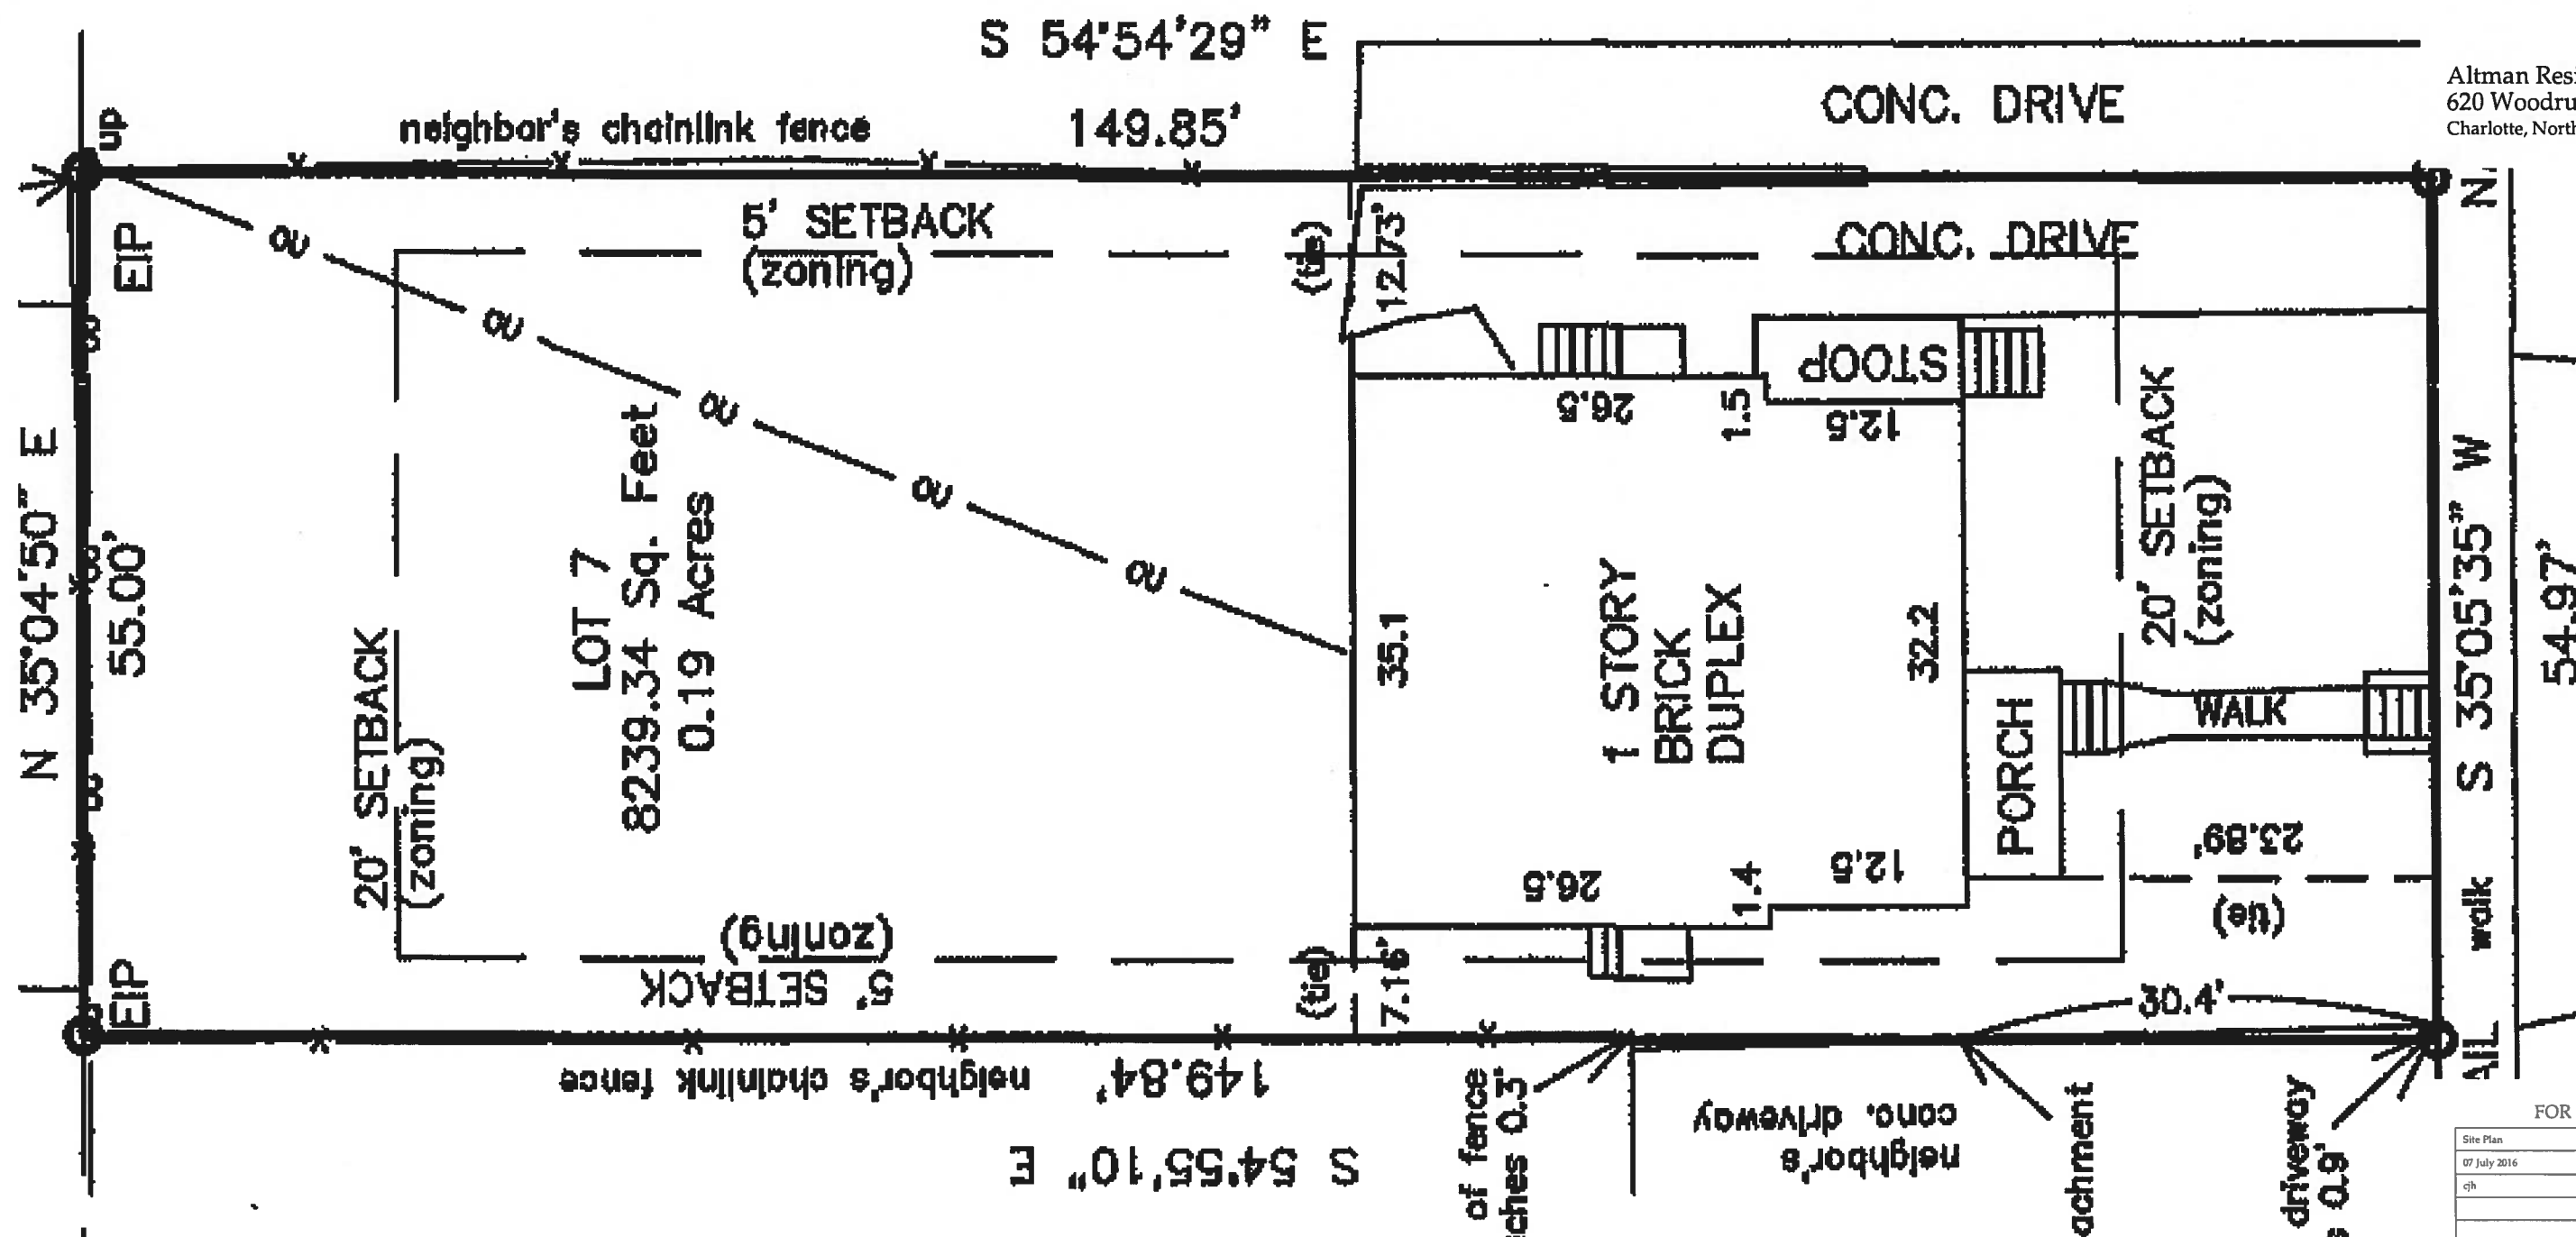 S 54°54'29" E
149.85'
neighbor's chainlink fence
CONC. DRIVE
Altman
620
Charlotte,
up
EIP
5' SETBACK
(zoning)
(tie)
12.73'
CONC. DRIVE
N
STOOP
26.5
1.5
12.5
20' SETBACK
(zoning)
N 35°04'50" E
55.00'
LOT 7
8239.34 Sq. Feet
0.19 Acres
20' SETBACK
(zoning)
35.1
1 STORY
BRICK
DUPLEX
32.2
PORCH
WALK
S 35°05'35" W
54.97'
walk
23.89'
(tie)
26.5
1.4
12.5
5' SETBACK
(zoning)
(tie)
7.16'
30.4'
EIP
neighbor's chainlink fence
149.84'
S 54°55'10" E
of fence
0.3'
neighbor's
conc. driveway
driveway
0.9'
FOR
Site Plan
07 July 2016
cjh